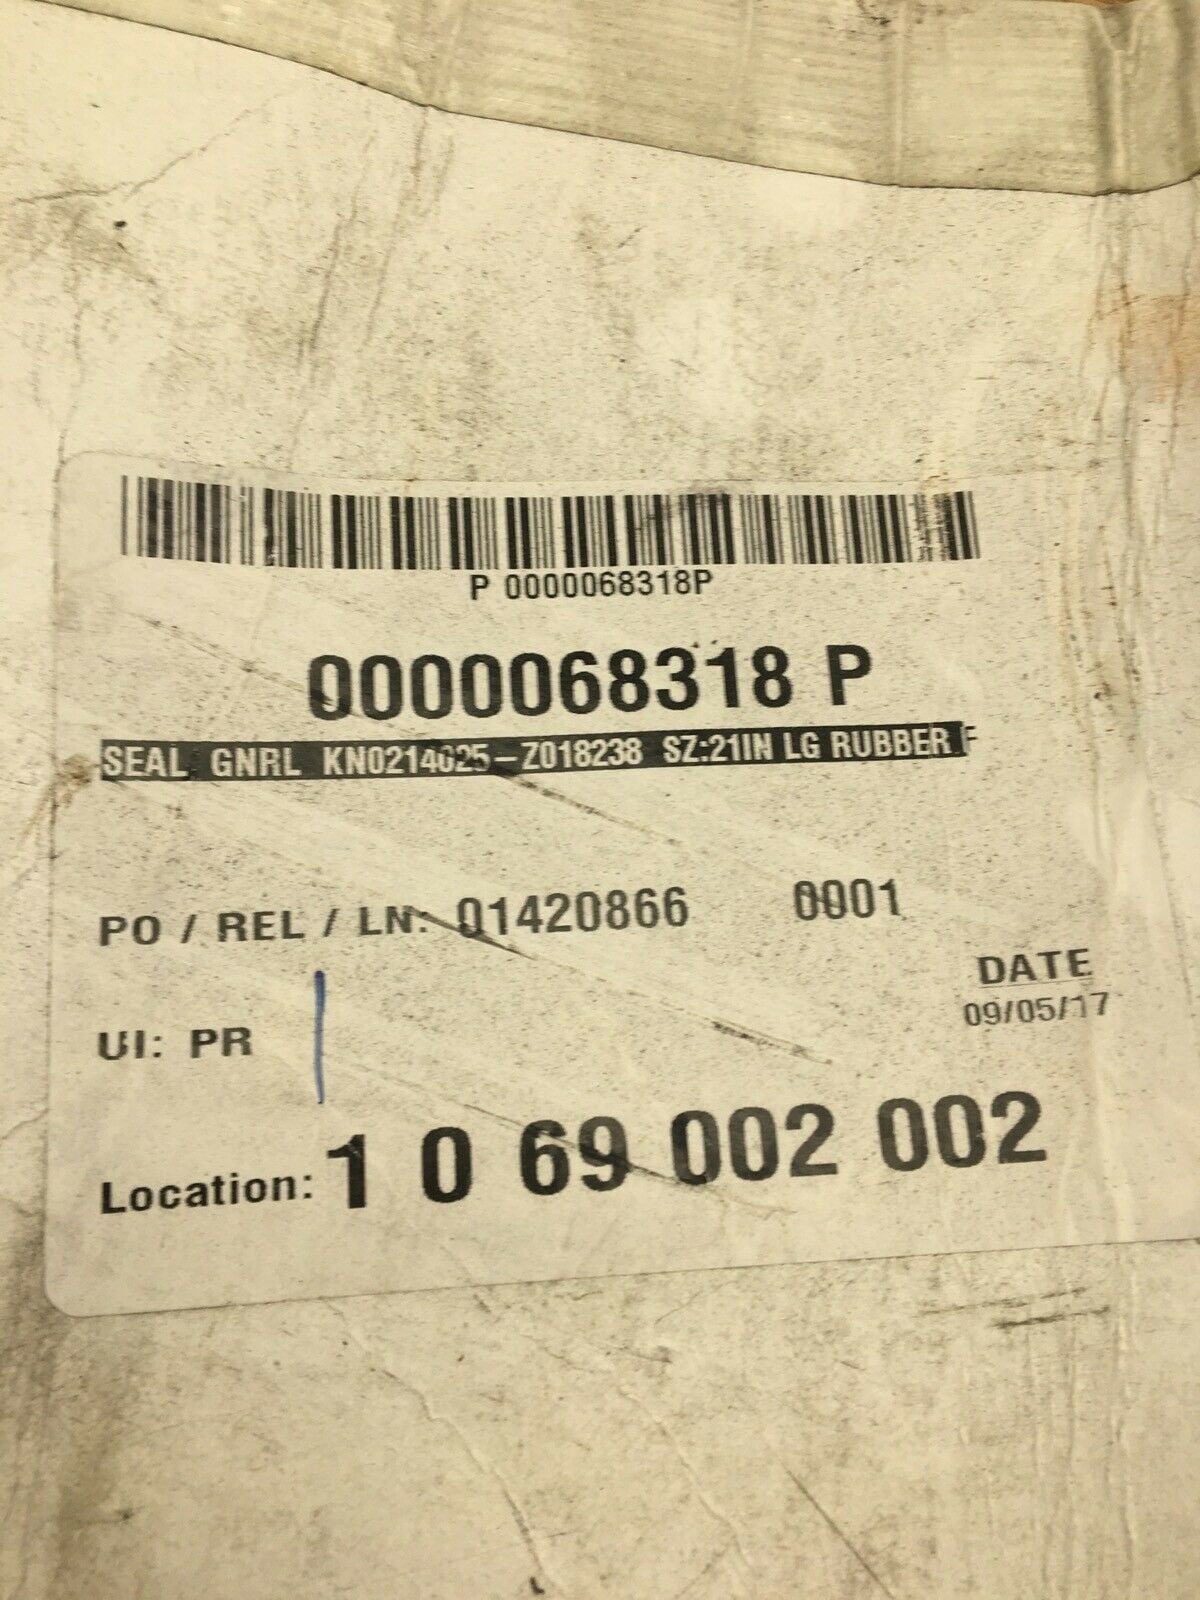 P 0000068318P
0000068318 P
SEAL GNRL KN0214025-Z018238 SZ:21IN LG RUBBER F
PO / REL / LN: 01420866 0001
DATE
09/05/17
UI: PR
Location: 1 0 69 002 002